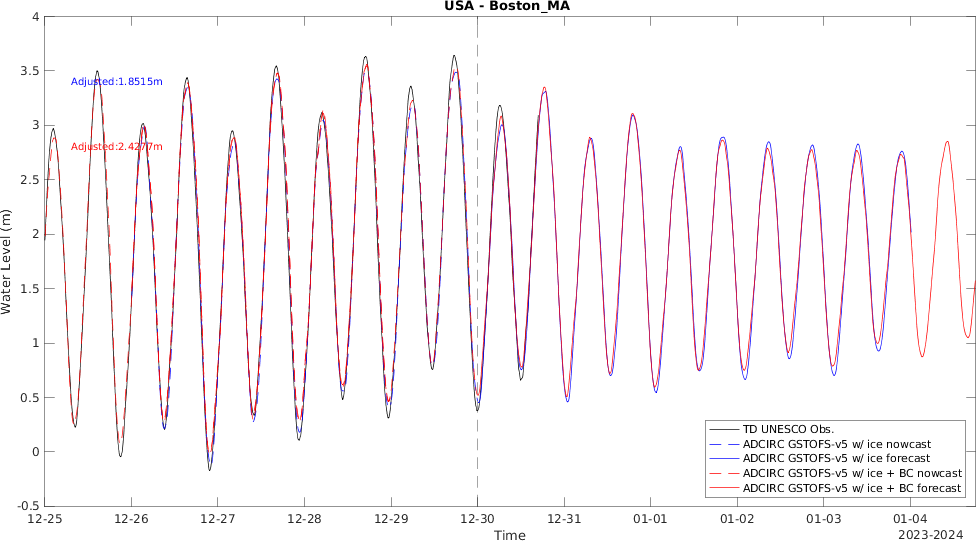 USA - Boston_MA
4
3.5
3
2.5
2
1.5
1
0.5
0
-0.5
Water Level (m)
Adjusted:1.8515m
Adjusted:2.4277m
TD UNESCO Obs.
ADCIRC GSTOFS-v5 w/ ice nowcast
ADCIRC GSTOFS-v5 w/ ice forecast
ADCIRC GSTOFS-v5 w/ ice + BC nowcast
ADCIRC GSTOFS-v5 w/ ice + BC forecast
12-25 12-26 12-27 12-28 12-29 12-30 12-31 01-01 01-02 01-03 01-04
Time
2023-2024